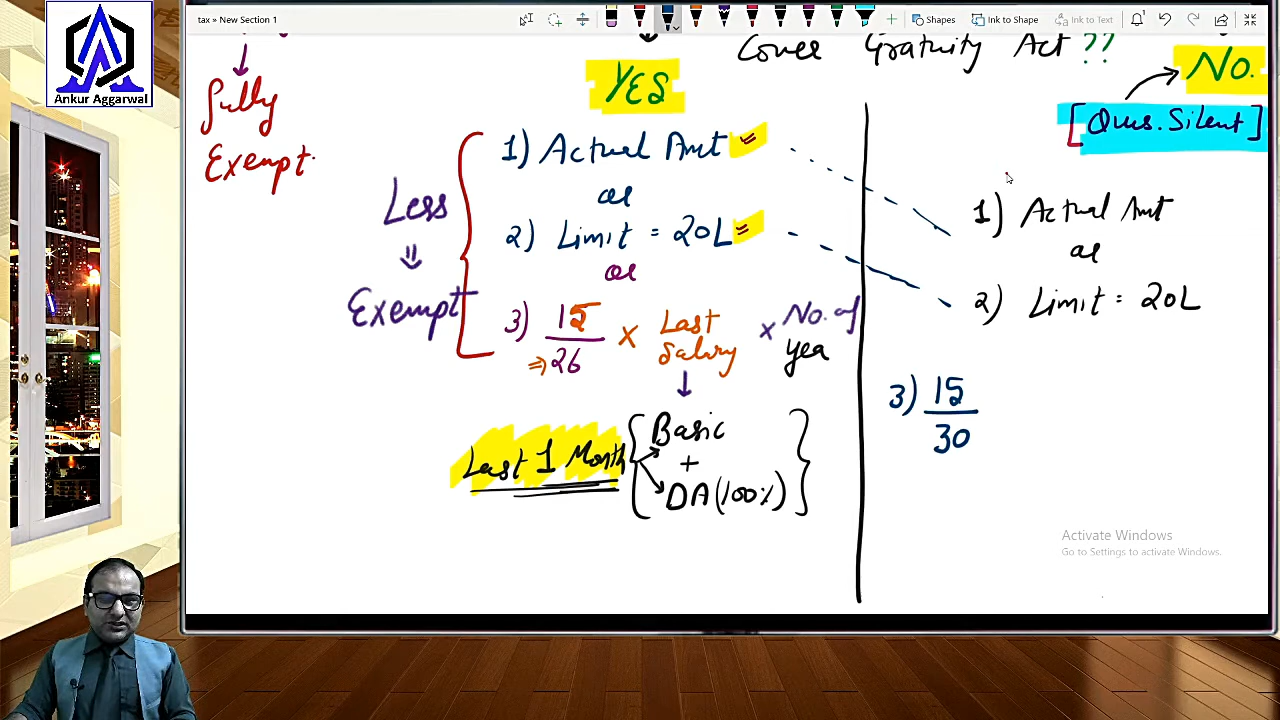 tax » New Section 1
Shapes
Ink to Shape
Ink to Text
Ankur Aggarwal
Cover Gratuity Act ??
YES
No.
[Ques. Silent]
fully
Exempt.
Less
⇓
Exempt
1) Actual Amt =
or
2) Limit = 20L =
or
3) 15/26 × Last Salary × No. of yea
⇒
Last 1 Month
{ Basic
+
DA (100%) }
1) Actual Amt
or
2) Limit = 20L
3) 15/30
Activate Windows
Go to Settings to activate Windows.